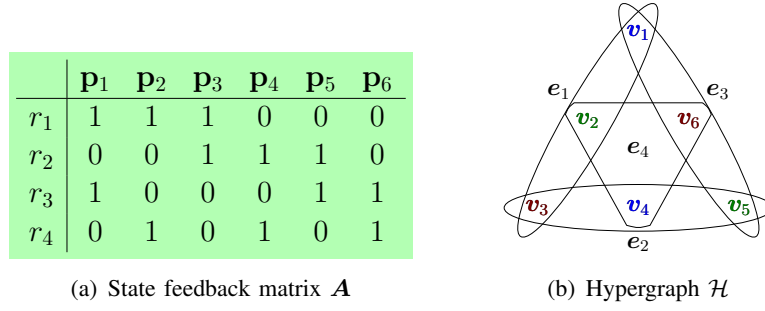 p₁ p₂ p₃ p₄ p₅ p₆
r₁ 1 1 1 0 0 0
r₂ 0 0 1 1 1 0
r₃ 1 0 0 0 1 1
r₄ 0 1 0 1 0 1
(a) State feedback matrix A
v₁
e₁ e₃
v₂ v₆
e₄
v₃ v₄ v₅
e₂
(b) Hypergraph ℋ